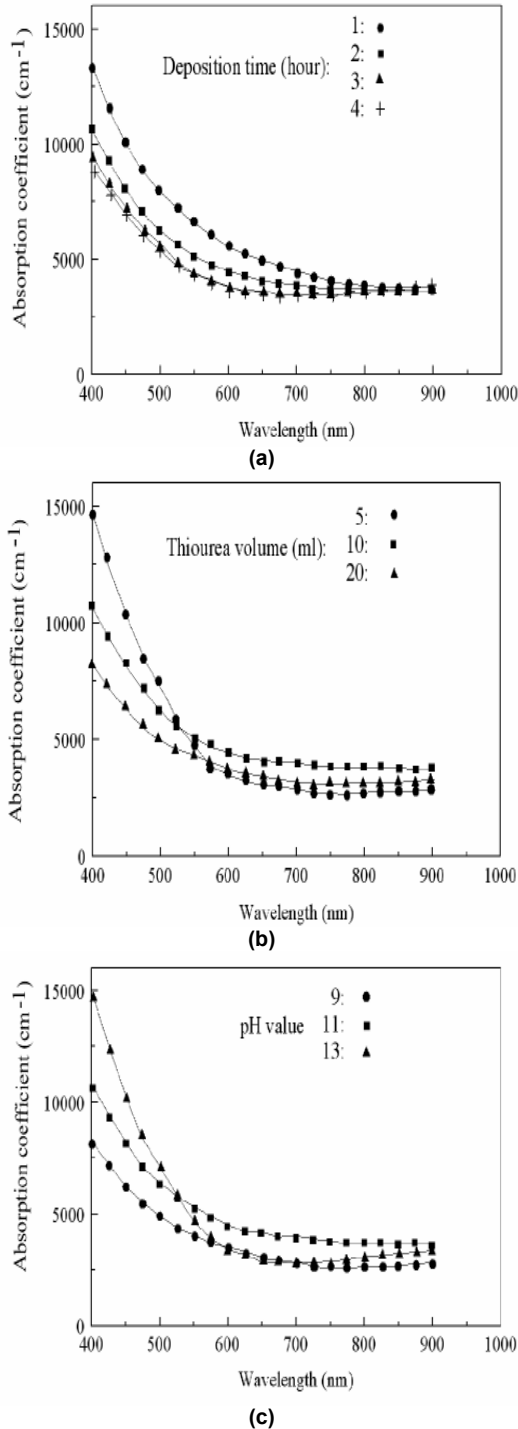 15000
10000
5000
0
Absorption coefficient (cm-1)
Deposition time (hour):
1:
2:
3:
4:
400 500 600 700 800 900 1000
Wavelength (nm)
(a)
15000
10000
5000
0
Absorption coefficient (cm-1)
Thiourea volume (ml):
5:
10:
20:
400 500 600 700 800 900 1000
Wavelength (nm)
(b)
15000
10000
5000
0
Absorption coefficient (cm-1)
pH value
9:
11:
13:
400 500 600 700 800 900 1000
Wavelength (nm)
(c)